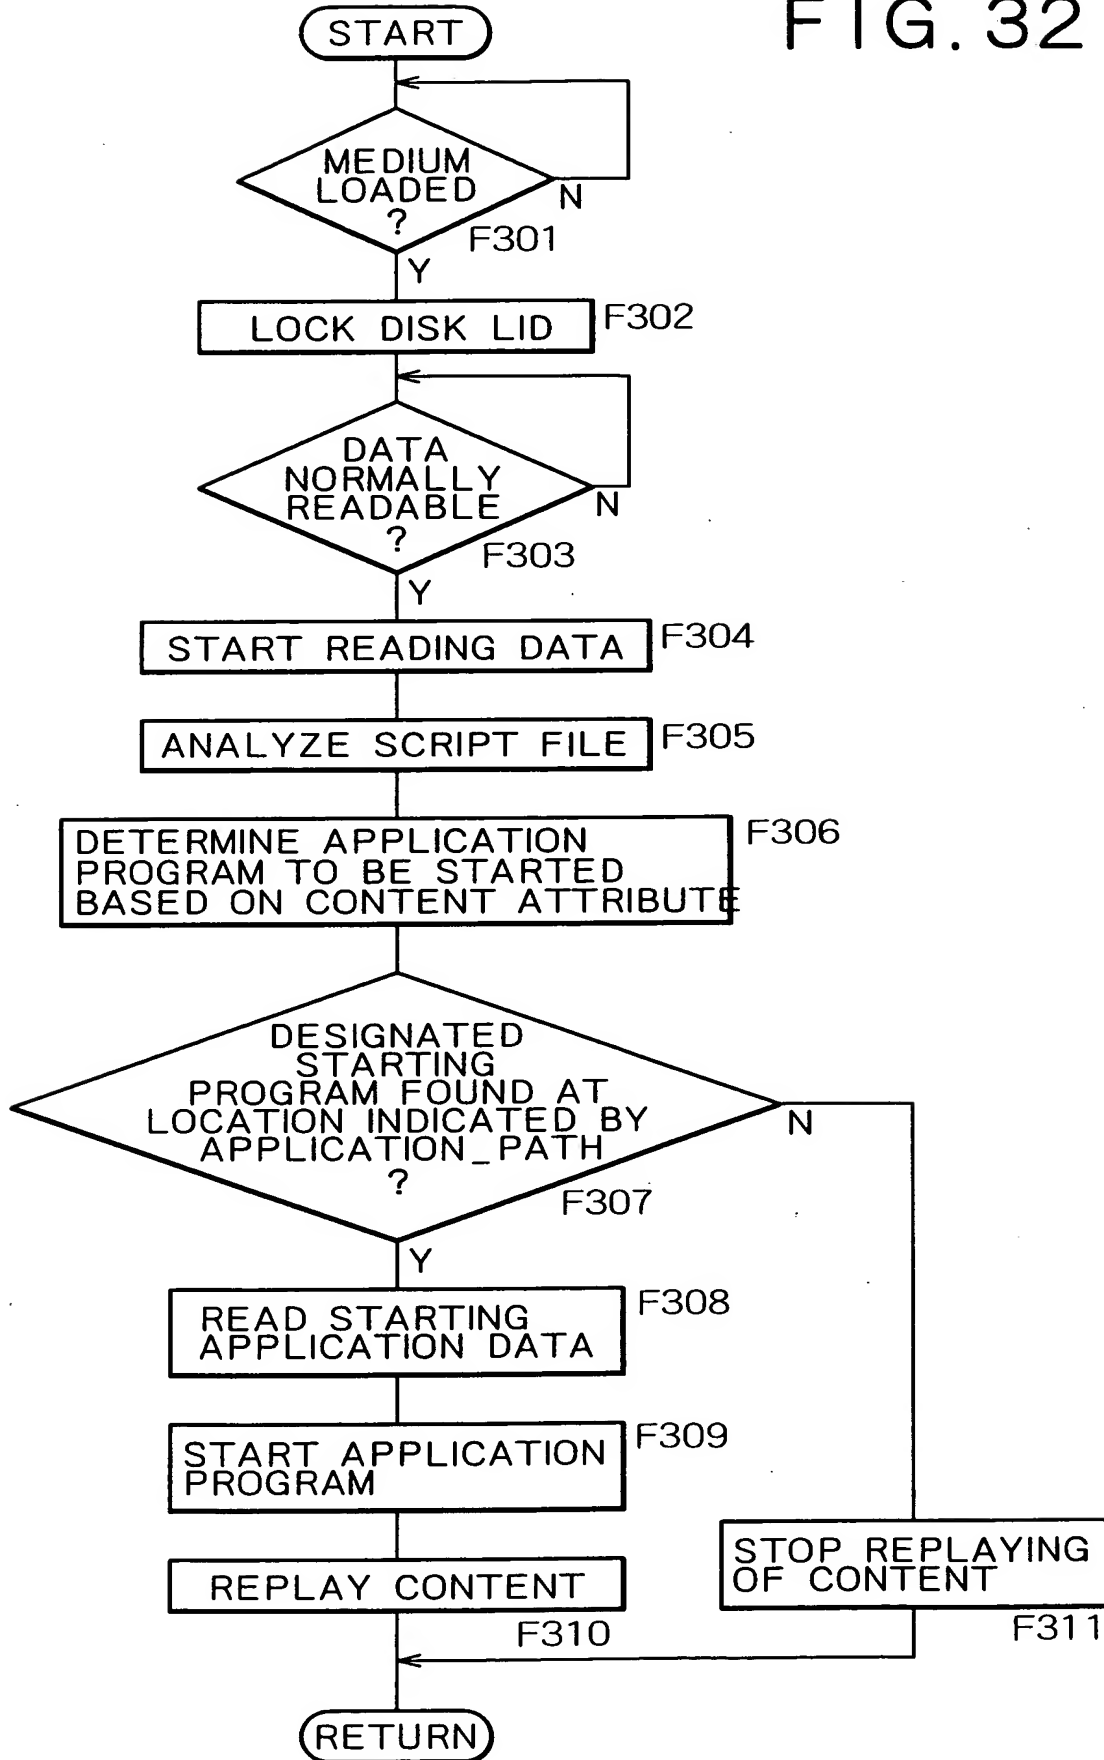 FIG. 32
START
MEDIUM
LOADED
?
N
F301
Y
LOCK DISK LID
F302
DATA
NORMALLY
READABLE
?
N
F303
Y
START READING DATA
F304
ANALYZE SCRIPT FILE
F305
DETERMINE APPLICATION
PROGRAM TO BE STARTED
BASED ON CONTENT ATTRIBUTE
F306
DESIGNATED
STARTING
PROGRAM FOUND AT
LOCATION INDICATED BY
APPLICATION_PATH
?
N
F307
Y
READ STARTING
APPLICATION DATA
F308
START APPLICATION
PROGRAM
F309
REPLAY CONTENT
F310
STOP REPLAYING
OF CONTENT
F311
RETURN